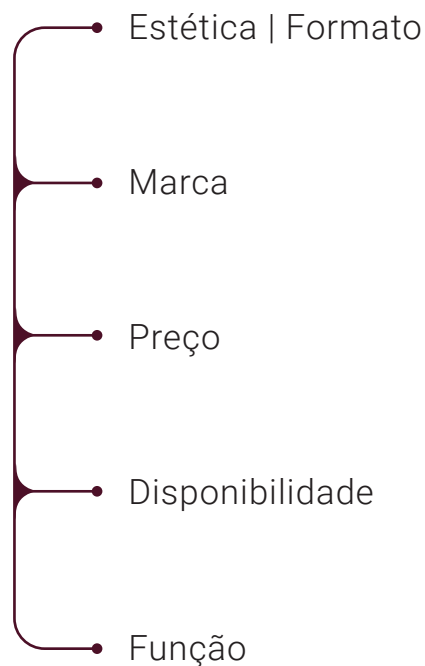 Estética | Formato
Marca
Preço
Disponibilidade
Função